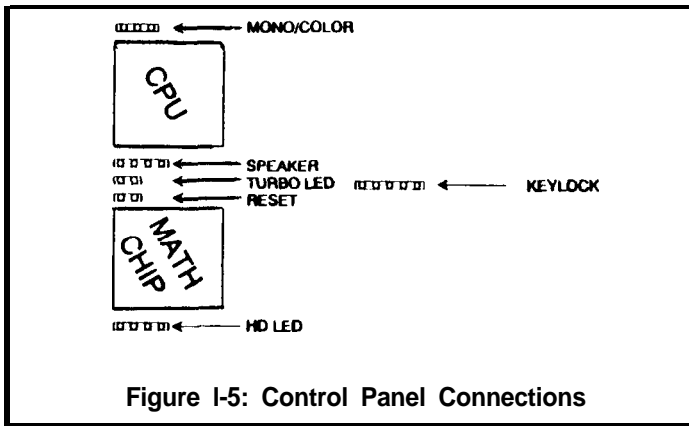 MONO/COLOR
CPU
SPEAKER
TURBO LED
KEYLOCK
RESET
MATH
CHIP
HD LED
Figure I-5: Control Panel Connections